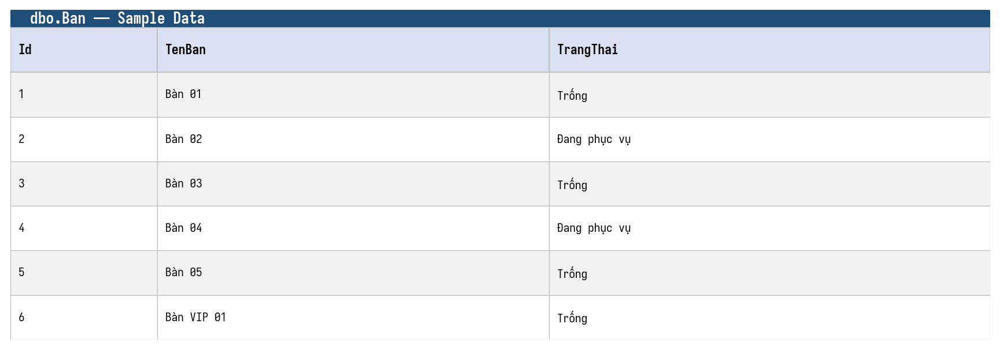 dbo.Ban — Sample Data
Id TenBan TrangThai
1 Bàn 01 Trống
2 Bàn 02 Đang phục vụ
3 Bàn 03 Trống
4 Bàn 04 Đang phục vụ
5 Bàn 05 Trống
6 Bàn VIP 01 Trống